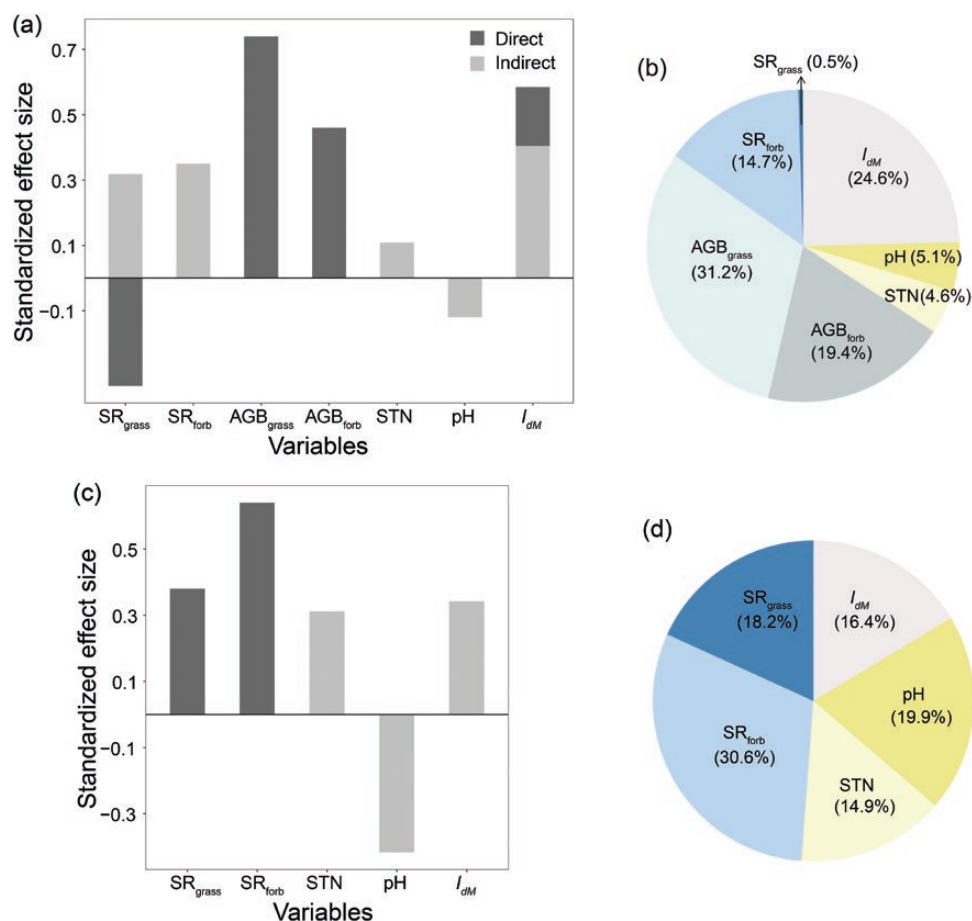 (a)
Standardized effect size
0.7
0.5
0.3
0.1
−0.1
Direct
Indirect
SRgrass SRforb AGBgrass AGBforb STN pH IdM
Variables
(b)
SRgrass (0.5%)
SRforb
(14.7%)
IdM
(24.6%)
pH (5.1%)
STN(4.6%)
AGBgrass
(31.2%)
AGBforb
(19.4%)
(c)
Standardized effect size
0.5
0.3
0.1
−0.1
−0.3
SRgrass SRforb STN pH IdM
Variables
(d)
SRgrass
(18.2%)
IdM
(16.4%)
pH
(19.9%)
SRforb
(30.6%)
STN
(14.9%)